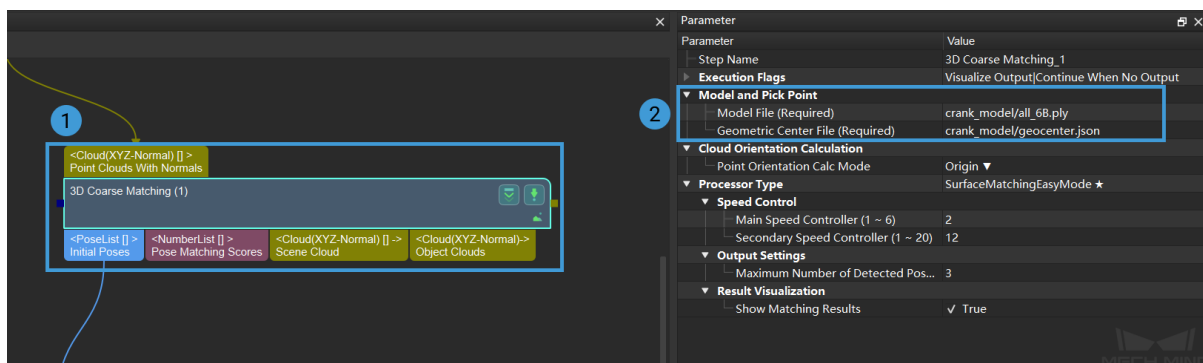 1
<Cloud(XYZ-Normal) [] >
Point Clouds With Normals
3D Coarse Matching (1)
<PoseList [] >
Initial Poses
<NumberList [] >
Pose Matching Scores
<Cloud(XYZ-Normal) [] ->
Scene Cloud
<Cloud(XYZ-Normal)->
Object Clouds
Parameter
Parameter Value
Step Name 3D Coarse Matching_1
Execution Flags Visualize Output|Continue When No Output
2
Model and Pick Point
Model File (Required) crank_model/all_6B.ply
Geometric Center File (Required) crank_model/geocenter.json
Cloud Orientation Calculation
Point Orientation Calc Mode Origin ▼
Processor Type SurfaceMatchingEasyMode ★
Speed Control
Main Speed Controller (1 ~ 6) 2
Secondary Speed Controller (1 ~ 20) 12
Output Settings
Maximum Number of Detected Pos... 3
Result Visualization
Show Matching Results ✓ True
MECH MIND